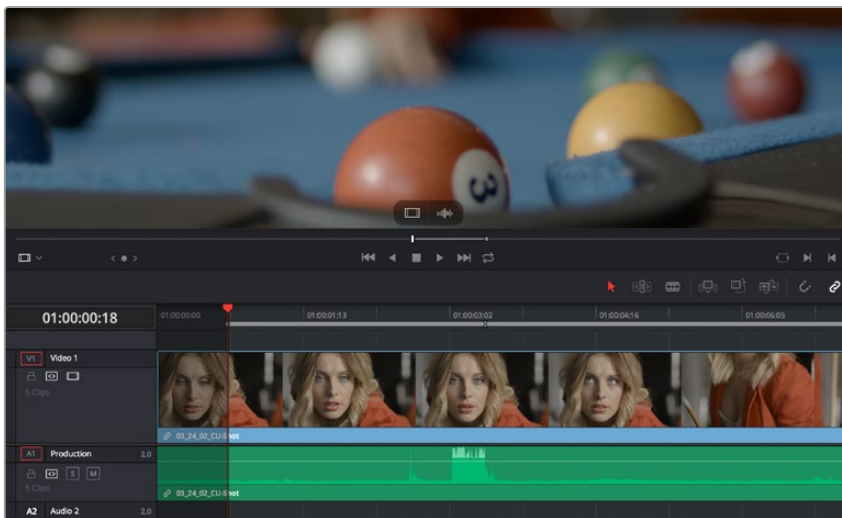 3
01:00:00:18
01:00:00:00
01:00:01:13
01:00:03:02
01:00:04:16
01:00:06:05
V1 Video 1
5 Clips
03_24_02_CU-Shot
A1 Production 2.0
S M
5 Clips
03_24_02_CU-Shot
A2 Audio 2 2.0